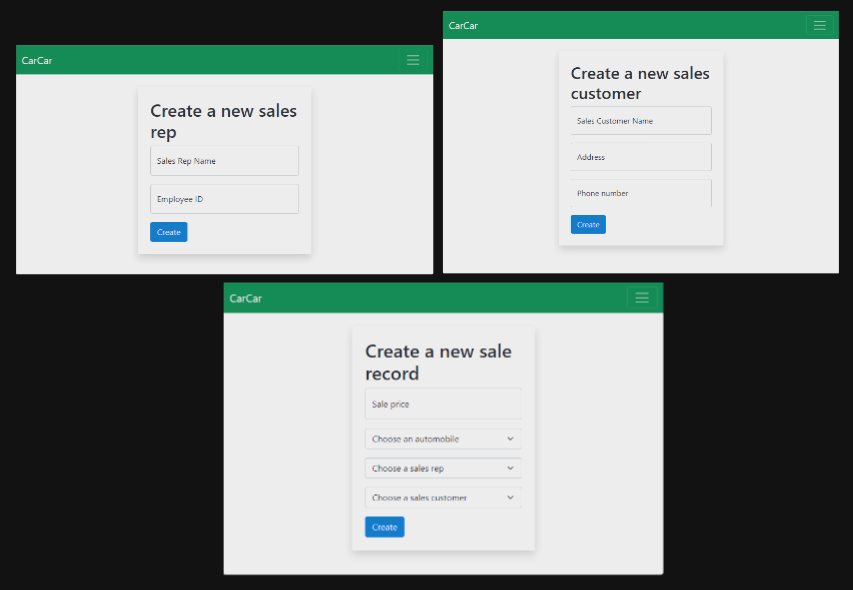 CarCar
Create a new sales
rep
Sales Rep Name
Employee ID
Create
CarCar
Create a new sales
customer
Sales Customer Name
Address
Phone number
Create
CarCar
Create a new sale
record
Sale price
Choose an automobile
Choose a sales rep
Choose a sales customer
Create